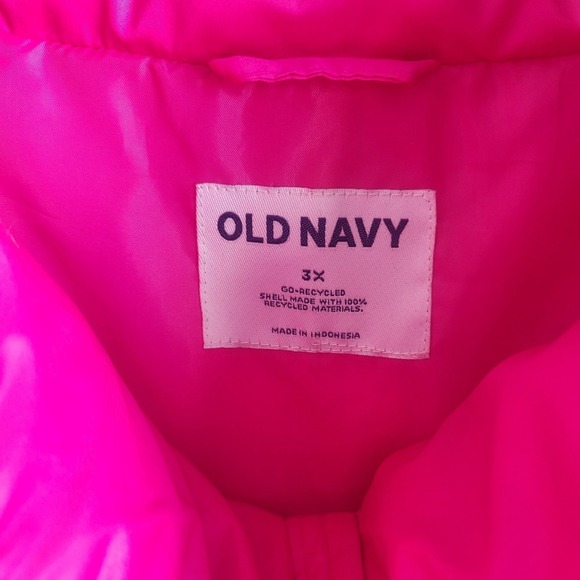 OLD NAVY
3X
GO-RECYCLED
SHELL MADE WITH 100%
RECYCLED MATERIALS.
MADE IN INDONESIA